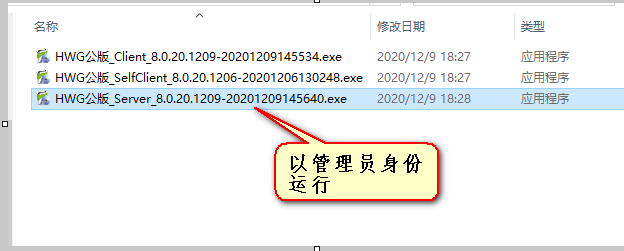 名称 修改日期 类型
HWG公版_Client_8.0.20.1209-20201209145534.exe 2020/12/9 18:27 应用程序
HWG公版_SelfClient_8.0.20.1206-20201206130248.exe 2020/12/9 18:27 应用程序
HWG公版_Server_8.0.20.1209-20201209145640.exe 2020/12/9 18:28 应用程序
以管理员身份
运行